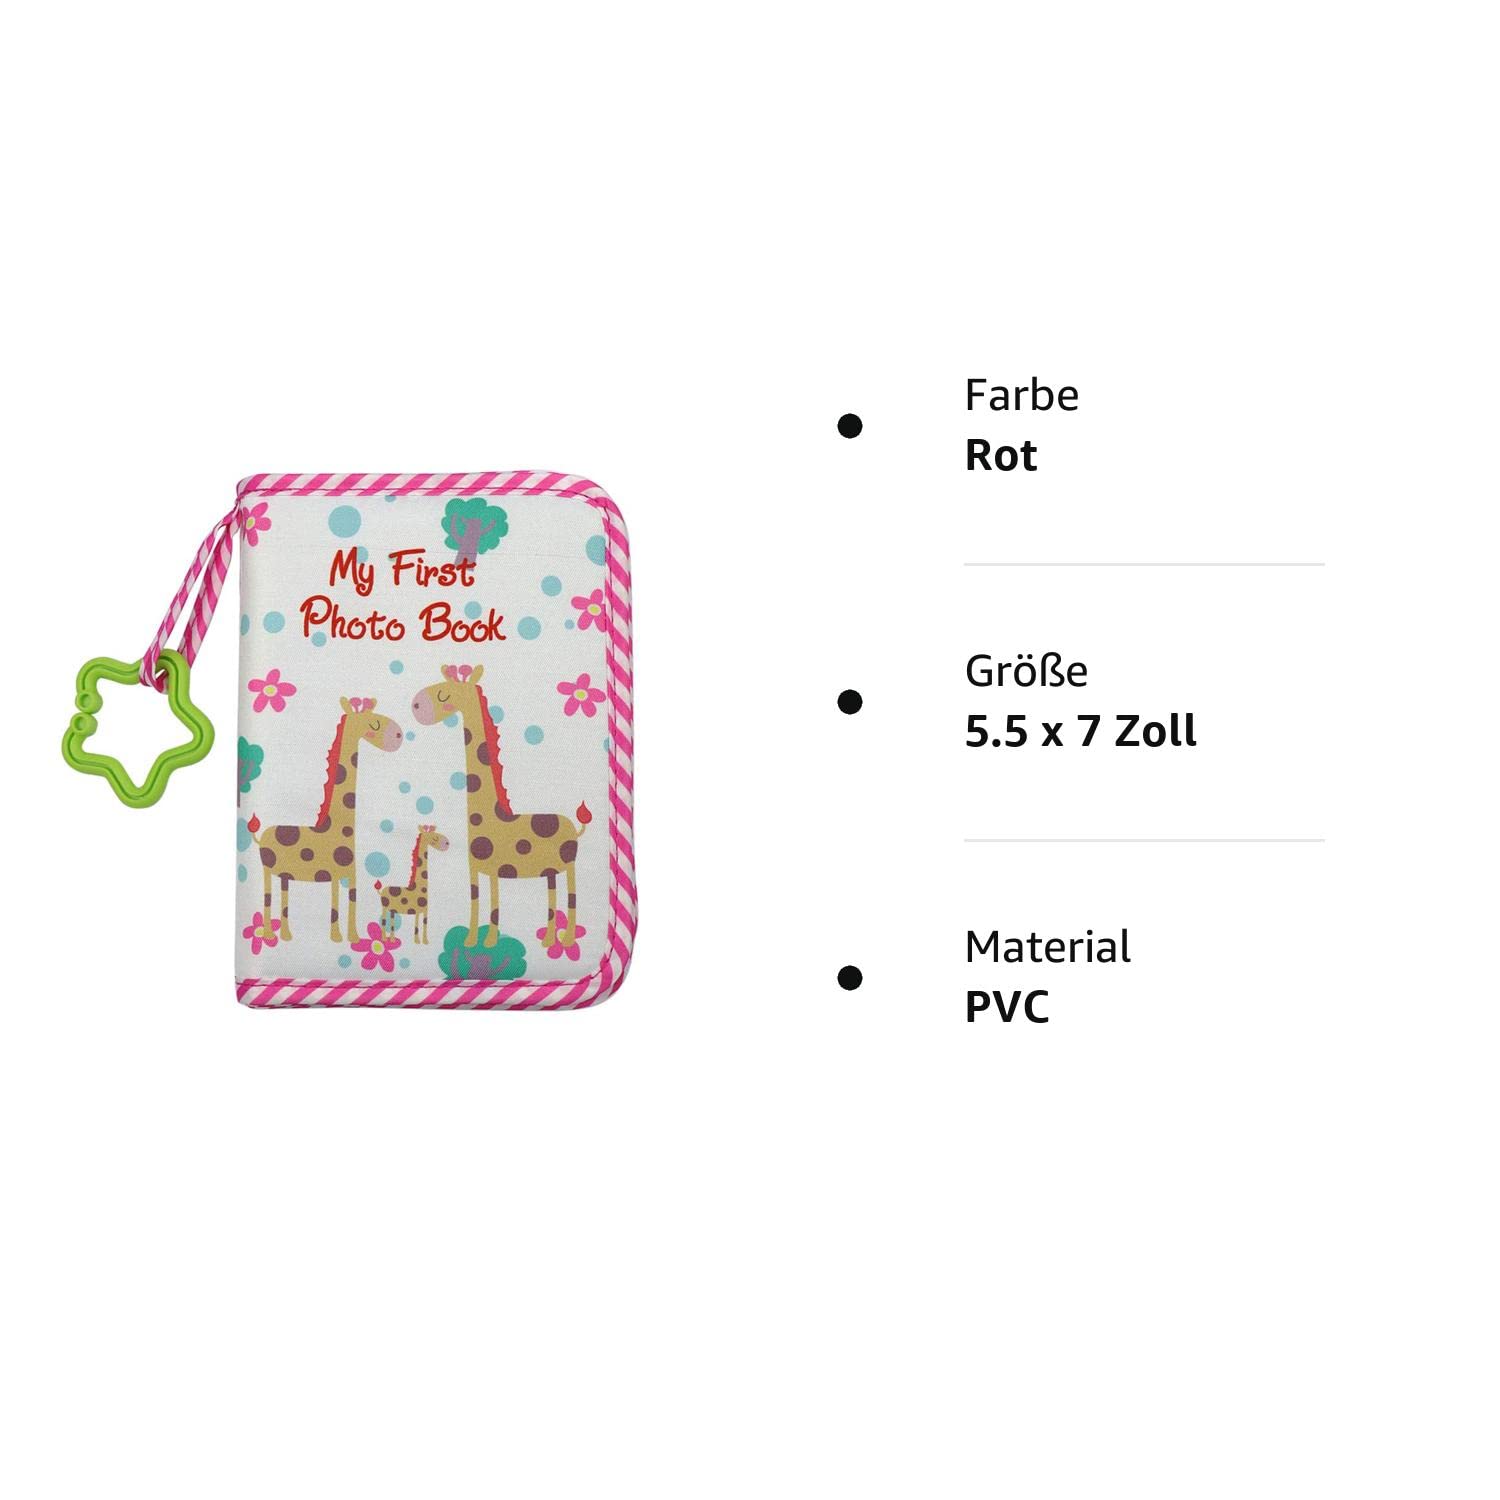 My First
Photo Book
Farbe
Rot
Größe
5.5 x 7 Zoll
Material
PVC